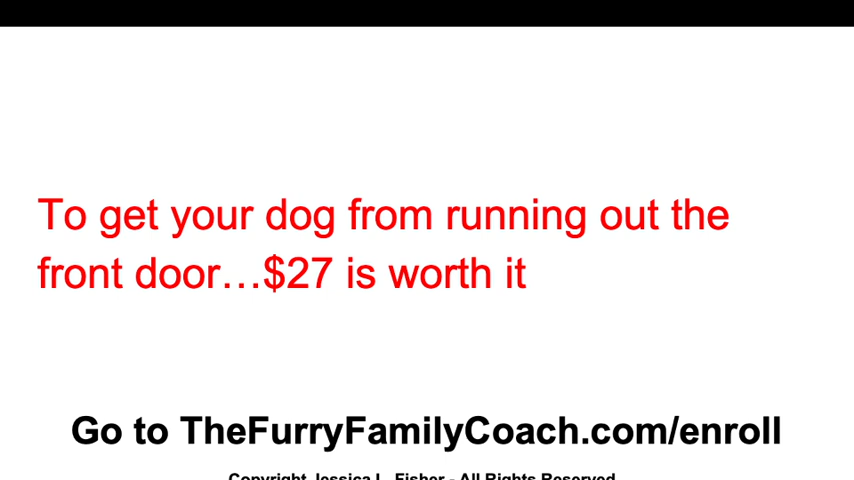 To get your dog from running out the
front door…$27 is worth it
Go to TheFurryFamilyCoach.com/enroll
Copyright Jessica L. Fisher - All Rights Reserved